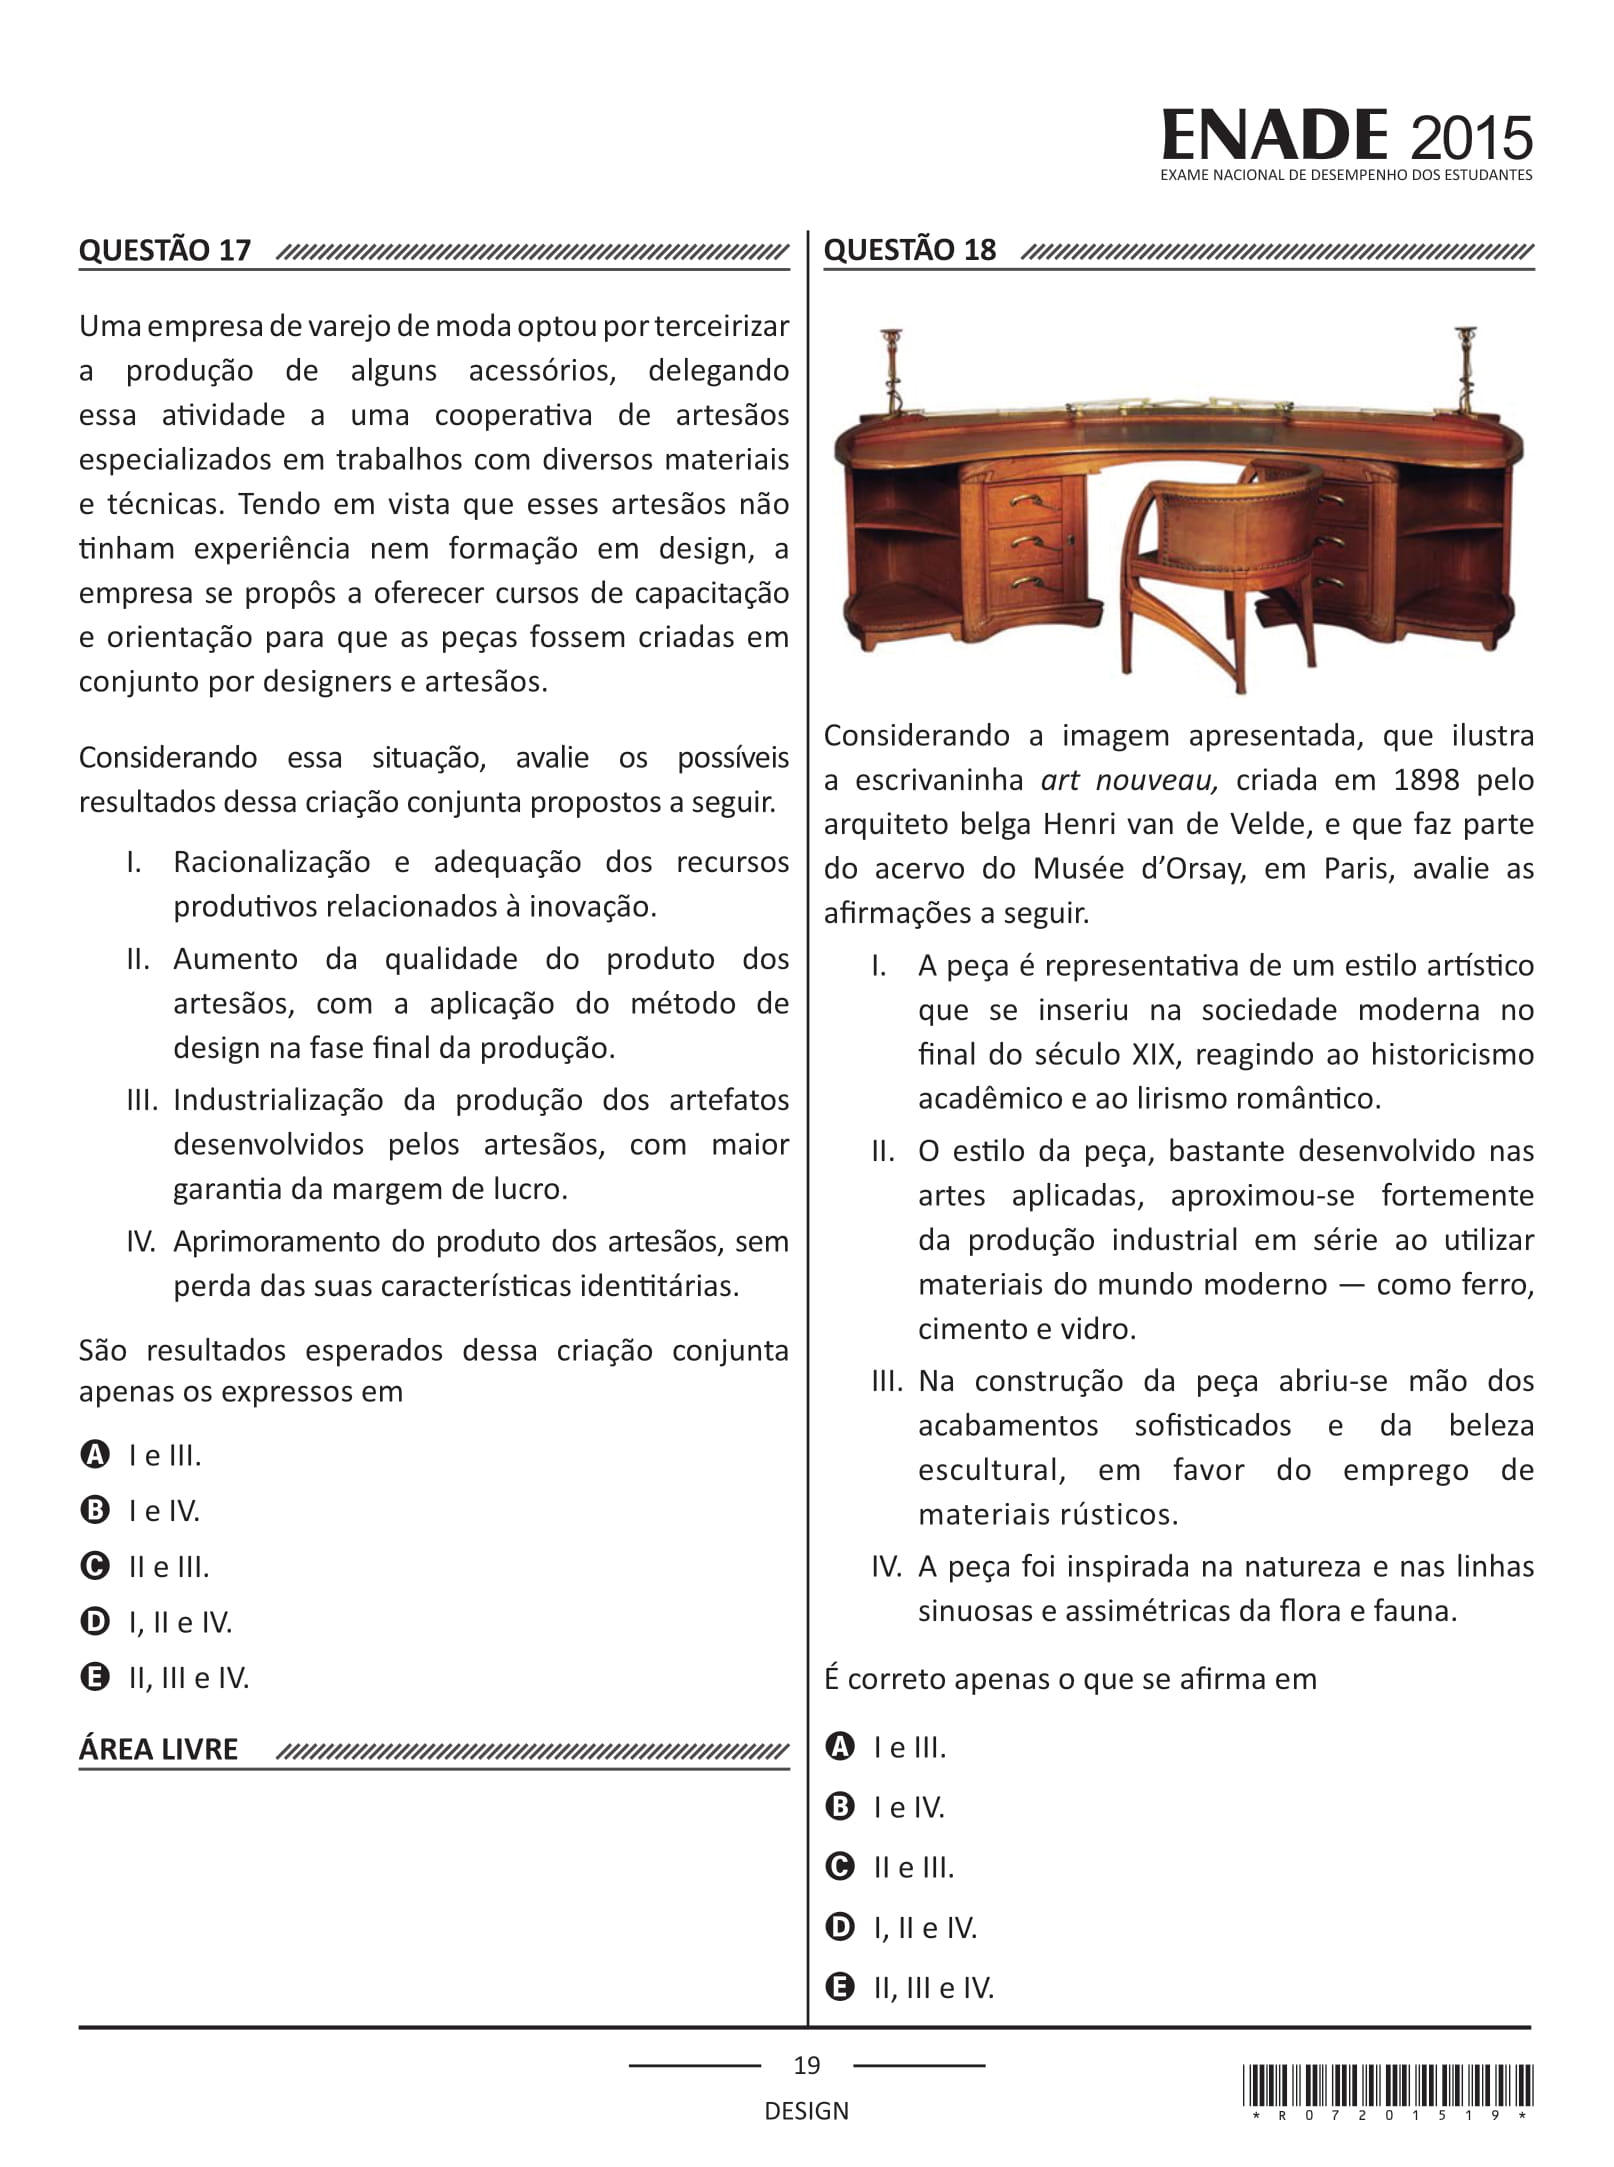 ENADE 2015
EXAME NACIONAL DE DESEMPENHO DOS ESTUDANTES
QUESTÃO 17
Uma empresa de varejo de moda optou por terceirizar
a produção de alguns acessórios, delegando
essa atividade a uma cooperativa de artesãos
especializados em trabalhos com diversos materiais
e técnicas. Tendo em vista que esses artesãos não
tinham experiência nem formação em design, a
empresa se propôs a oferecer cursos de capacitação
e orientação para que as peças fossem criadas em
conjunto por designers e artesãos.
Considerando essa situação, avalie os possíveis
resultados dessa criação conjunta propostos a seguir.
I. Racionalização e adequação dos recursos
produtivos relacionados à inovação.
II. Aumento da qualidade do produto dos
artesãos, com a aplicação do método de
design na fase final da produção.
III. Industrialização da produção dos artefatos
desenvolvidos pelos artesãos, com maior
garantia da margem de lucro.
IV. Aprimoramento do produto dos artesãos, sem
perda das suas características identitárias.
São resultados esperados dessa criação conjunta
apenas os expressos em
A I e III.
B I e IV.
C II e III.
D I, II e IV.
E II, III e IV.
ÁREA LIVRE
QUESTÃO 18
Considerando a imagem apresentada, que ilustra
a escrivaninha art nouveau, criada em 1898 pelo
arquiteto belga Henri van de Velde, e que faz parte
do acervo do Musée d’Orsay, em Paris, avalie as
afirmações a seguir.
I. A peça é representativa de um estilo artístico
que se inseriu na sociedade moderna no
final do século XIX, reagindo ao historicismo
acadêmico e ao lirismo romântico.
II. O estilo da peça, bastante desenvolvido nas
artes aplicadas, aproximou-se fortemente
da produção industrial em série ao utilizar
materiais do mundo moderno — como ferro,
cimento e vidro.
III. Na construção da peça abriu-se mão dos
acabamentos sofisticados e da beleza
escultural, em favor do emprego de
materiais rústicos.
IV. A peça foi inspirada na natureza e nas linhas
sinuosas e assimétricas da flora e fauna.
É correto apenas o que se afirma em
A I e III.
B I e IV.
C II e III.
D I, II e IV.
E II, III e IV.
19
DESIGN
*R07201519*